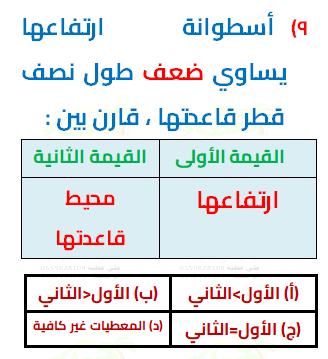 ٩) أسطوانة ارتفاعها
يساوي ضعف طول نصف
قطر قاعدتها ، قارن بين :
القيمة الأولى القيمة الثانية
ارتفاعها محيط
قاعدتها
(أ) الأول>الثاني (ب) الأول<الثاني
(ج) الأول=الثاني (د) المعطيات غير كافية